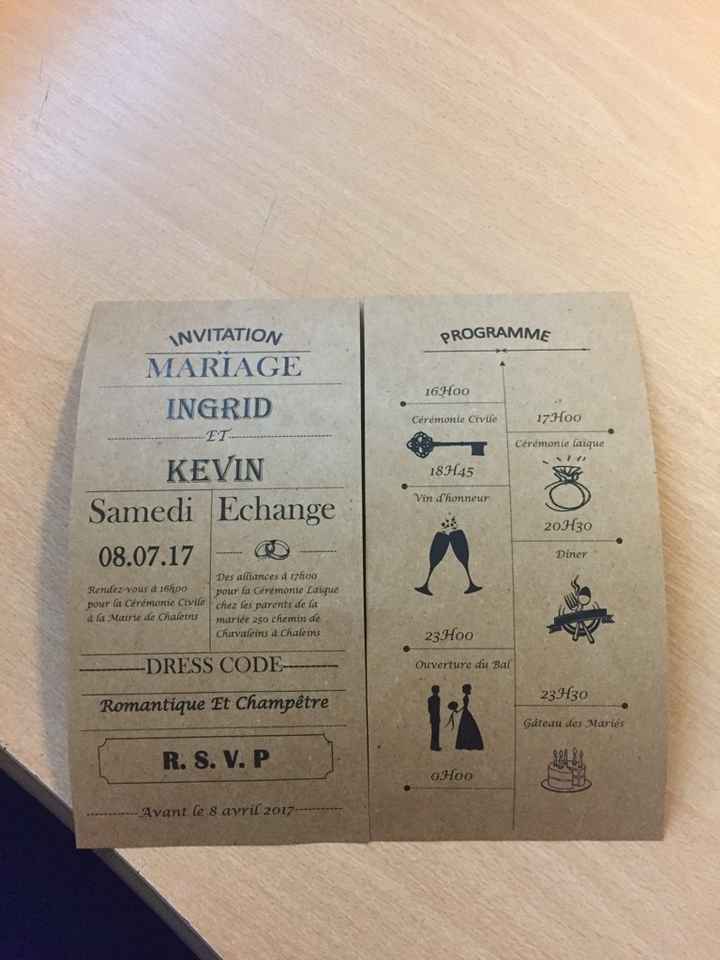 INVITATION
MARÏAGE
INGRID
ET
KEVIN
Samedi
08.07.17
Rendez-vous à 16h00
pour la Cérémonie Civile
à la Mairie de Chaleins
Echange
Des alliances à 17h00
pour la Cérémonie Laïque
chez les parents de la
mariée 250 chemin de
Chavaleins à Chaleins
DRESS CODE
Romantique Et Champêtre
R. S. V. P
Avant le 8 avril 2017
PROGRAMME
16H00
Cérémonie Civile
17H00
Cérémonie laïque
18H45
Vin d'honneur
20H30
Dîner
23H00
Ouverture du Bal
23H30
Gâteau des Mariés
0H00